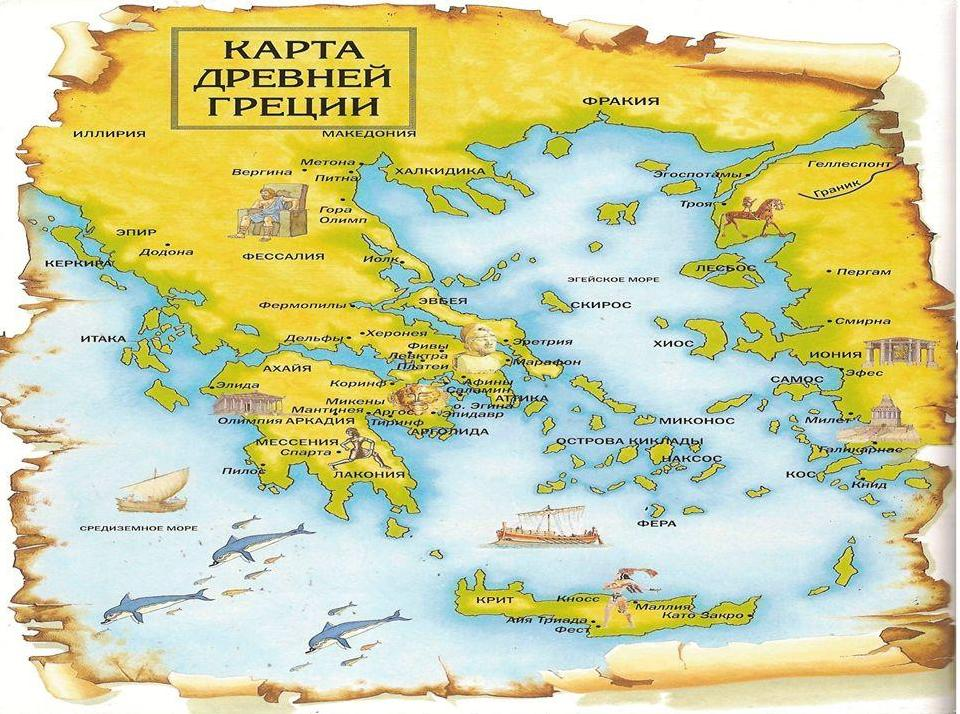 КАРТА
ДРЕВНЕЙ
ГРЕЦИИ
ФРАКИЯ
ИЛЛИРИЯ
МАКЕДОНИЯ
Метона
Вергина
Питна
ХАЛКИДИКА
Геллеспонт
Эгоспотамы
Граник
Троя
Гора
Олимп
ЭПИР
Додона
ФЕССАЛИЯ
Иолк
КЕРКИРА
ЛЕСБОС
Пергам
ЭГЕЙСКОЕ МОРЕ
Фермопилы
ЭВБЕЯ
СКИРОС
Смирна
ИТАКА
Дельфы
Херонея
Фивы
Левктра
Платеи
Эретрия
Марафон
ХИОС
ИОНИЯ
Эфес
АХАЙЯ
Элида
Коринф
Афины
Саламин
АТТИКА
САМОС
Микены
Мантинея
Аргос
о. Эгина
Эпидавр
Олимпия
АРКАДИЯ
Тиринф
АРГОЛИДА
МИКОНОС
Милет
МЕССЕНИЯ
Спарта
ОСТРОВА КИКЛАДЫ
НАКСОС
Галикарнас
Пилос
ЛАКОНИЯ
КОС
Книд
СРЕДИЗЕМНОЕ МОРЕ
ФЕРА
КРИТ
Кносс
Маллия
Като Закро
Айя Триада
Фест